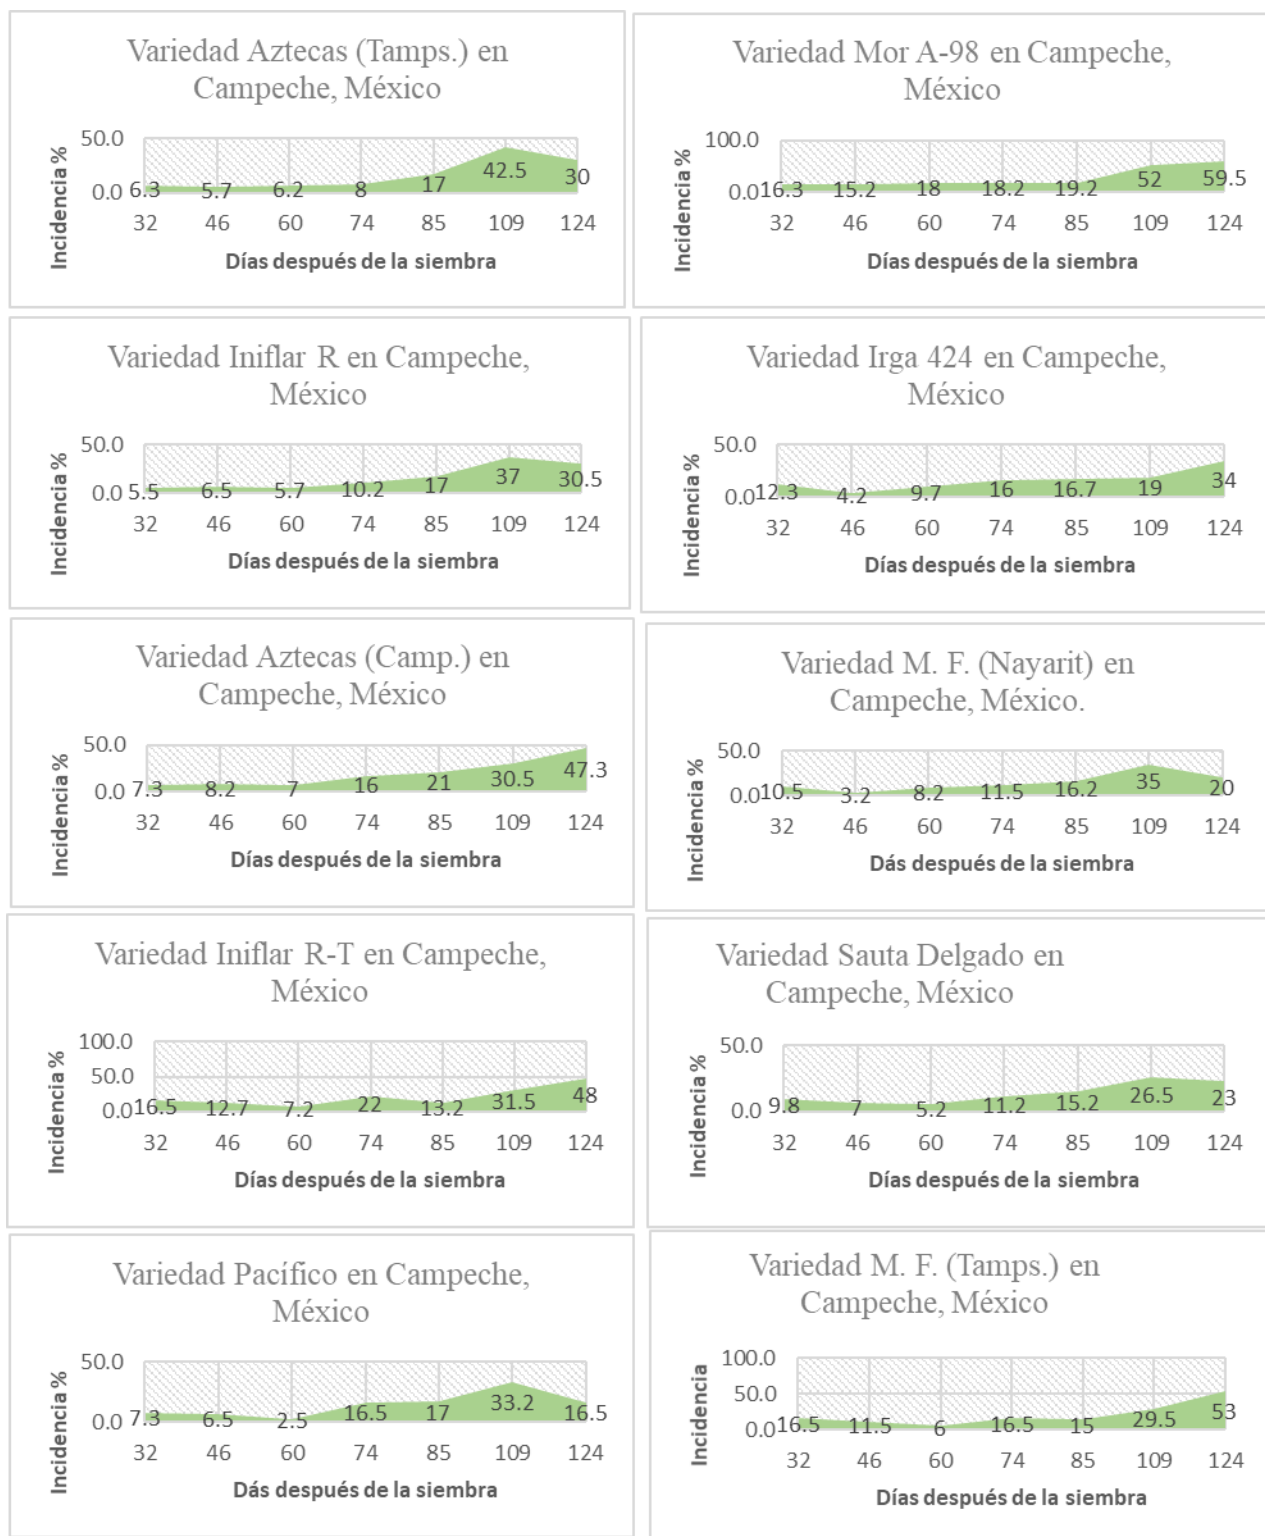 Variedad Aztecas (Tamps.) en
Campeche, México
Incidencia %
50.0
0.0
6.3 5.7 6.2 8 17 42.5 30
32 46 60 74 85 109 124
Días después de la siembra
Variedad Mor A-98 en Campeche,
México
Incidencia %
100.0
0.0
16.3 15.2 18 18.2 19.2 52 59.5
32 46 60 74 85 109 124
Días después de la siembra
Variedad Iniflar R en Campeche,
México
Incidencia %
50.0
0.0
5.5 6.5 5.7 10.2 17 37 30.5
32 46 60 74 85 109 124
Días después de la siembra
Variedad Irga 424 en Campeche,
México
Incidencia %
50.0
0.0
12.3 4.2 9.7 16 16.7 19 34
32 46 60 74 85 109 124
Días después de la siembra
Variedad Aztecas (Camp.) en
Campeche, México
Incidencia %
50.0
0.0
7.3 8.2 7 16 21 30.5 47.3
32 46 60 74 85 109 124
Días después de la siembra
Variedad M. F. (Nayarit) en
Campeche, México.
Incidencia %
50.0
0.0
10.5 3.2 8.2 11.5 16.2 35 20
32 46 60 74 85 109 124
Dás después de la siembra
Variedad Iniflar R-T en Campeche,
México
Incidencia %
100.0
50.0
0.0
16.5 12.7 7.2 22 13.2 31.5 48
32 46 60 74 85 109 124
Días después de la siembra
Variedad Sauta Delgado en
Campeche, México
Incidencia %
50.0
0.0
9.8 7 5.2 11.2 15.2 26.5 23
32 46 60 74 85 109 124
Días después de la siembra
Variedad Pacífico en Campeche,
México
Incidencia %
50.0
0.0
7.3 6.5 2.5 16.5 17 33.2 16.5
32 46 60 74 85 109 124
Dás después de la siembra
Variedad M. F. (Tamps.) en
Campeche, México
Incidencia
100.0
50.0
0.0
16.5 11.5 6 16.5 15 29.5 53
32 46 60 74 85 109 124
Días después de la siembra